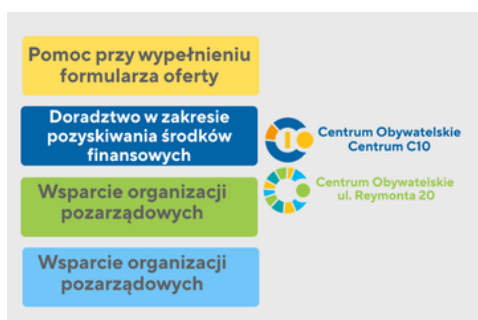 Pomoc przy wypełnieniu
formularza oferty
Doradztwo w zakresie
pozyskiwania środków
finansowych
Centrum Obywatelskie
Centrum C10
Wsparcie organizacji
pozarządowych
Centrum Obywatelskie
ul. Reymonta 20
Wsparcie organizacji
pozarządowych